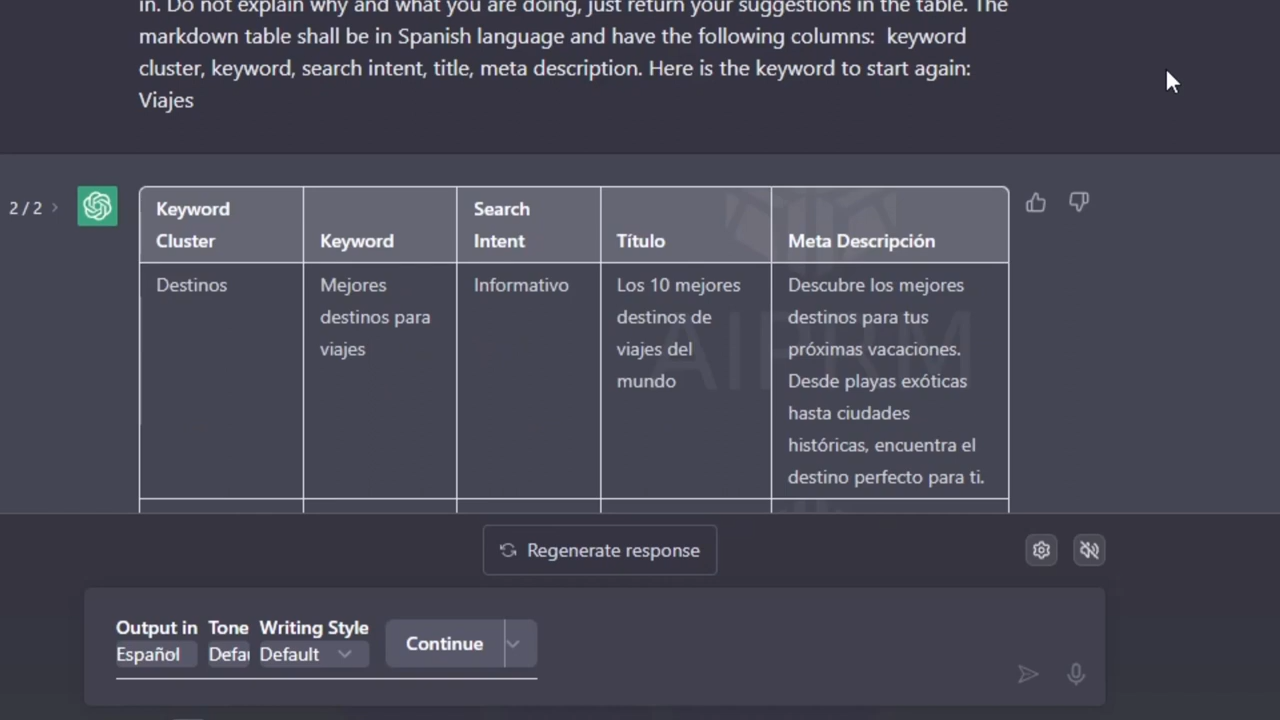 in. Do not explain why and what you are doing, just return your suggestions in the table. The
markdown table shall be in Spanish language and have the following columns:  keyword
cluster, keyword, search intent, title, meta description. Here is the keyword to start again:
Viajes
2 / 2
Keyword
Cluster
Keyword
Search
Intent
Título
Meta Descripción
Destinos
Mejores
destinos para
viajes
Informativo
Los 10 mejores
destinos de
viajes del
mundo
Descubre los mejores
destinos para tus
próximas vacaciones.
Desde playas exóticas
hasta ciudades
históricas, encuentra el
destino perfecto para ti.
AIPRM
Regenerate response
Output in Tone Writing Style
Español Defau Default
Continue